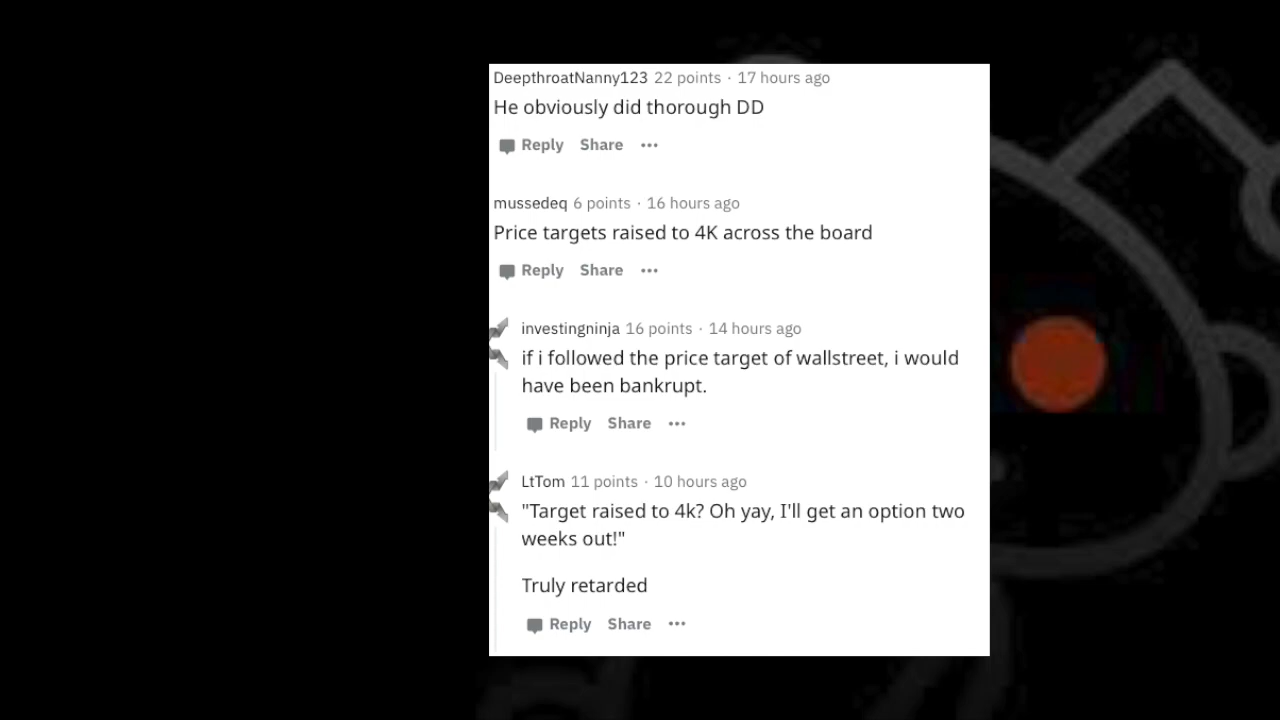 DeepthroatNanny123 22 points · 17 hours ago
He obviously did thorough DD
Reply Share ···
mussedeq 6 points · 16 hours ago
Price targets raised to 4K across the board
Reply Share ···
investingninja 16 points · 14 hours ago
if i followed the price target of wallstreet, i would
have been bankrupt.
Reply Share ···
LtTom 11 points · 10 hours ago
"Target raised to 4k? Oh yay, I'll get an option two
weeks out!"
Truly retarded
Reply Share ···